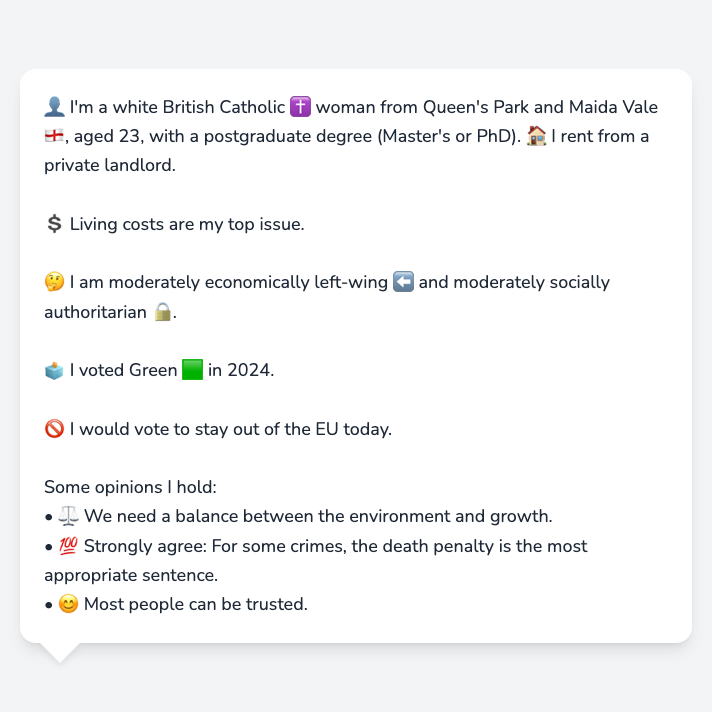 👤 I'm a white British Catholic ✝️ woman from Queen's Park and Maida Vale
🏴󠁧󠁢󠁥󠁮󠁧󠁿, aged 23, with a postgraduate degree (Master's or PhD). 🏠 I rent from a
private landlord.
💲 Living costs are my top issue.
🤔 I am moderately economically left-wing ⬅️ and moderately socially
authoritarian 🔒.
🗳️ I voted Green 🟩 in 2024.
🚫 I would vote to stay out of the EU today.
Some opinions I hold:
• ⚖️ We need a balance between the environment and growth.
• 💯 Strongly agree: For some crimes, the death penalty is the most
appropriate sentence.
• 😊 Most people can be trusted.